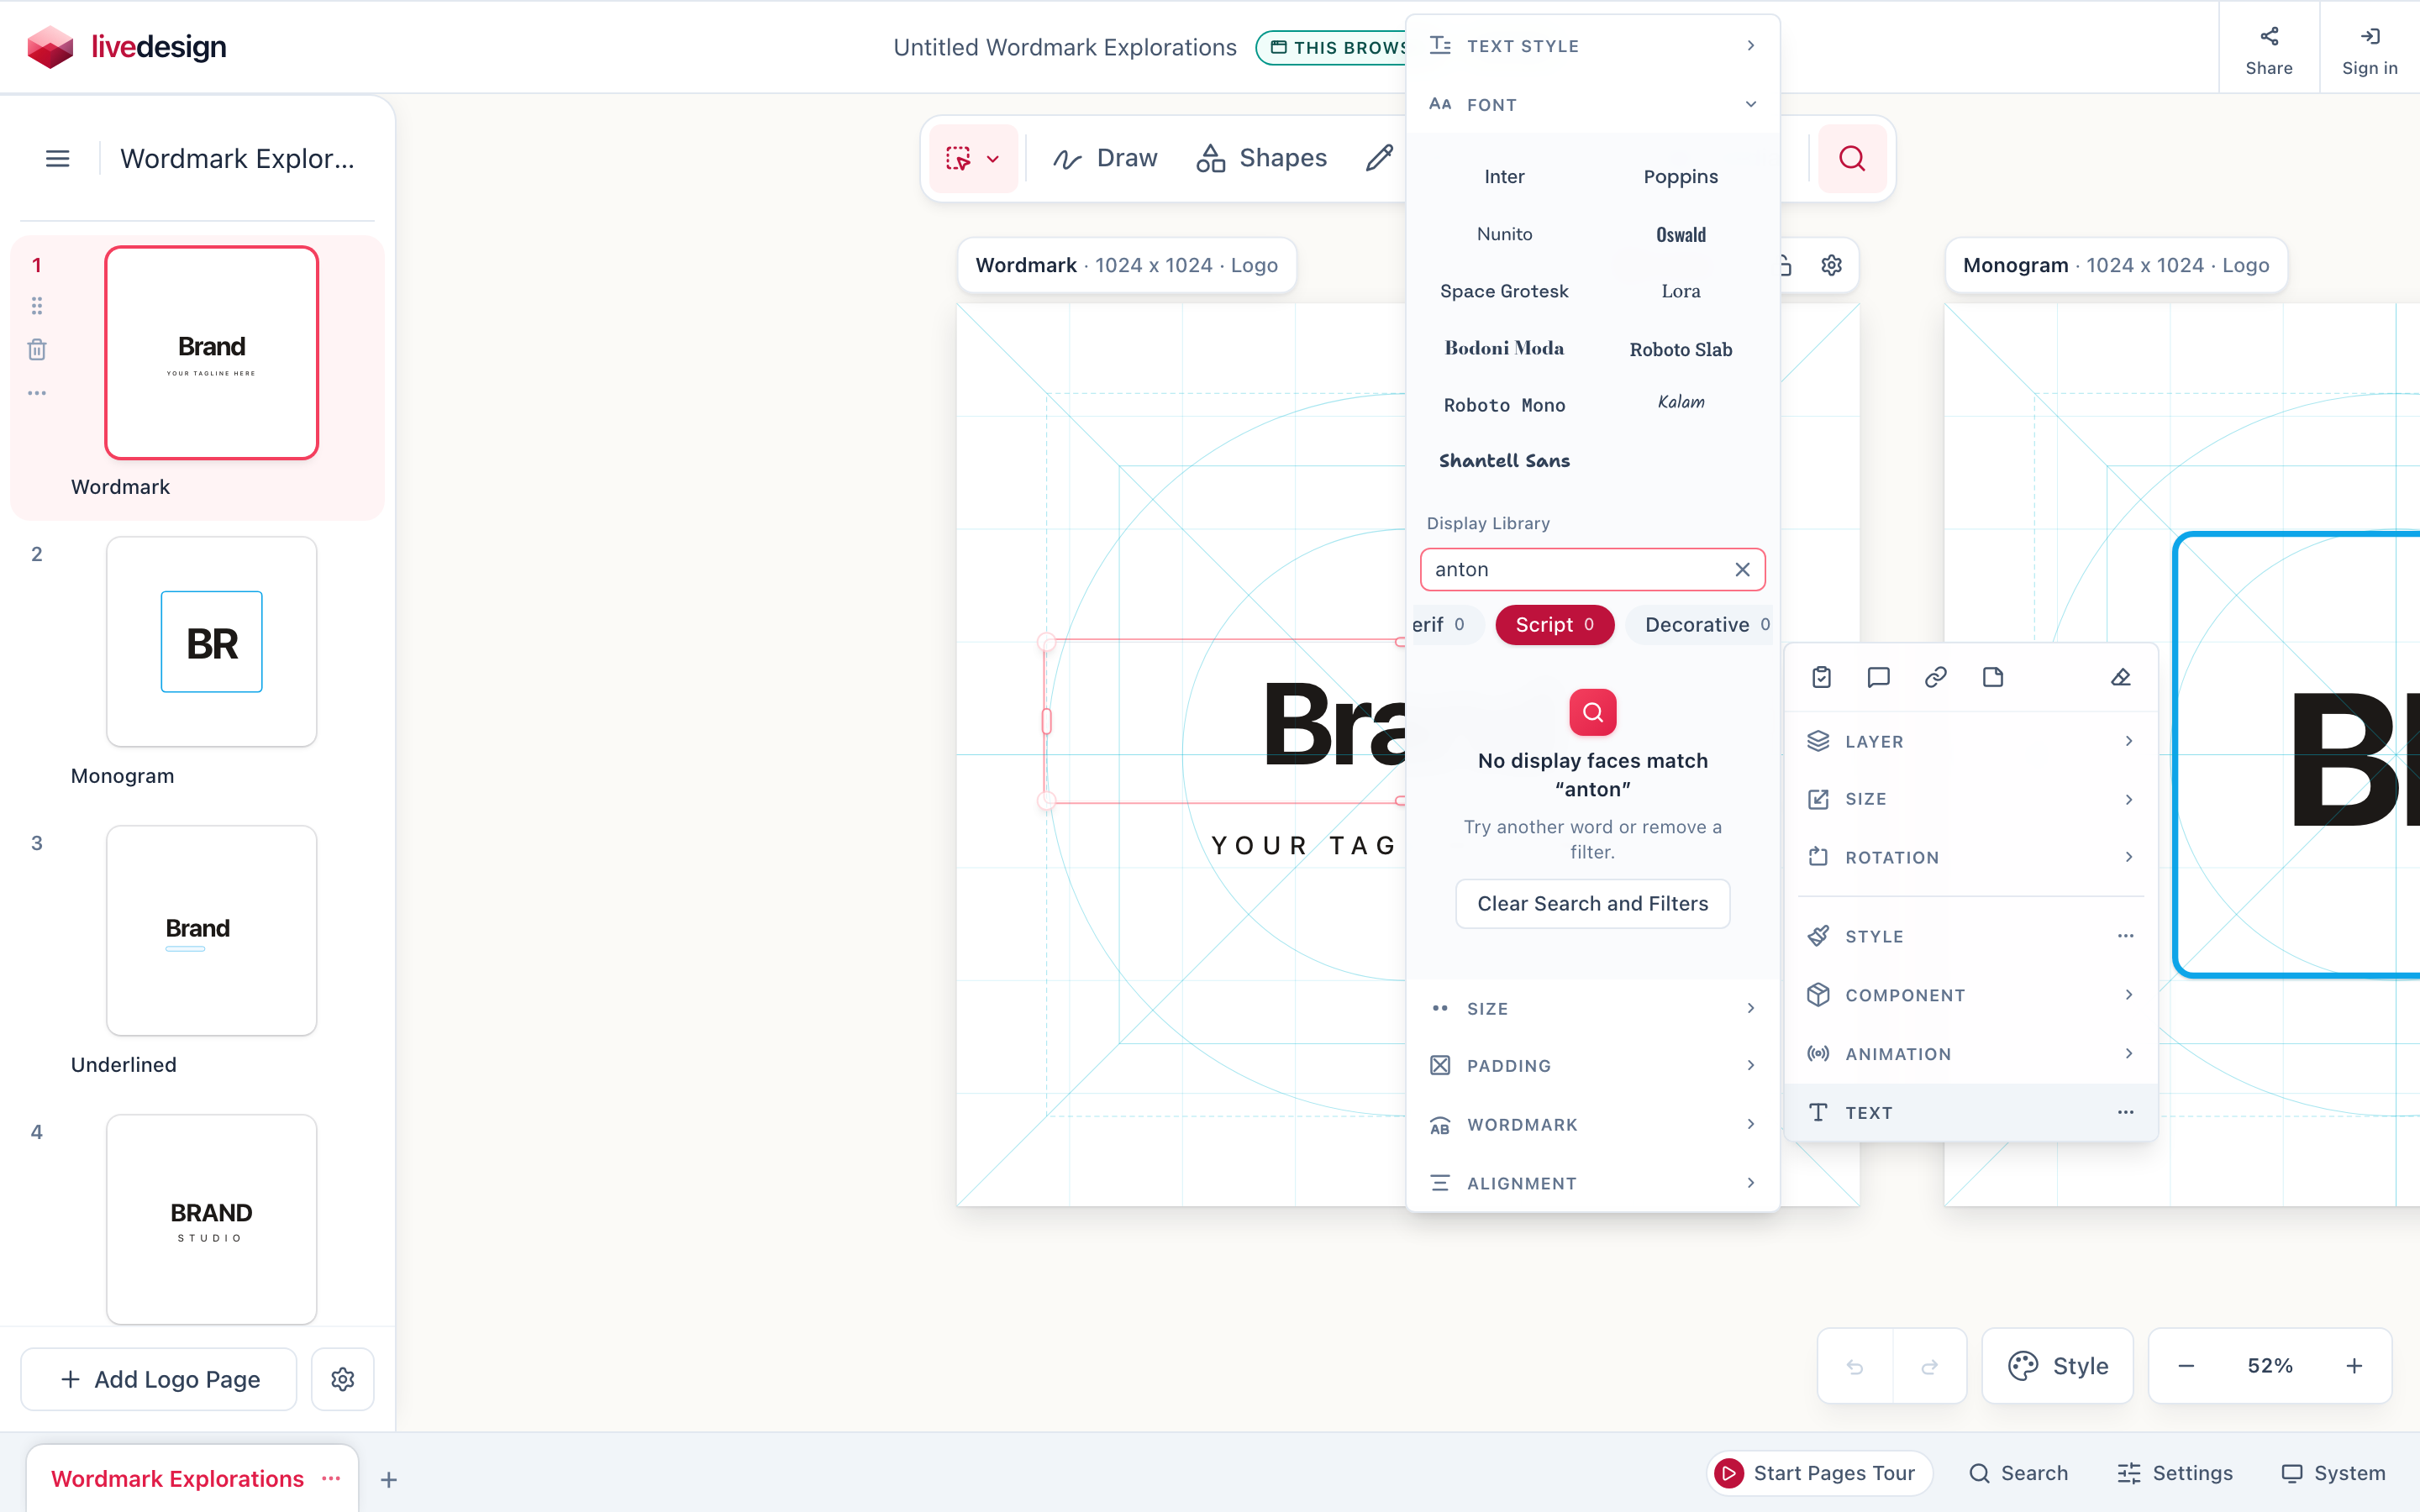 livedesign
Untitled Wordmark Explorations
THIS BROWS
Share
Sign in
Wordmark Explor...
1
Brand
YOUR TAGLINE HERE
Wordmark
2
BR
Monogram
3
Brand
Underlined
4
BRAND
STUDIO
Add Logo Page
Draw
Shapes
Wordmark · 1024 x 1024 · Logo
Monogram · 1024 x 1024 · Logo
Bra
YOUR TAG
TEXT STYLE
FONT
Inter
Poppins
Nunito
Oswald
Space Grotesk
Lora
Bodoni Moda
Roboto Slab
Roboto Mono
Kalam
Shantell Sans
Display Library
anton
erif 0
Script 0
Decorative 0
No display faces match
“anton”
Try another word or remove a
filter.
Clear Search and Filters
SIZE
PADDING
WORDMARK
ALIGNMENT
LAYER
SIZE
ROTATION
STYLE
COMPONENT
ANIMATION
TEXT
Style
52%
Wordmark Explorations
Start Pages Tour
Search
Settings
System